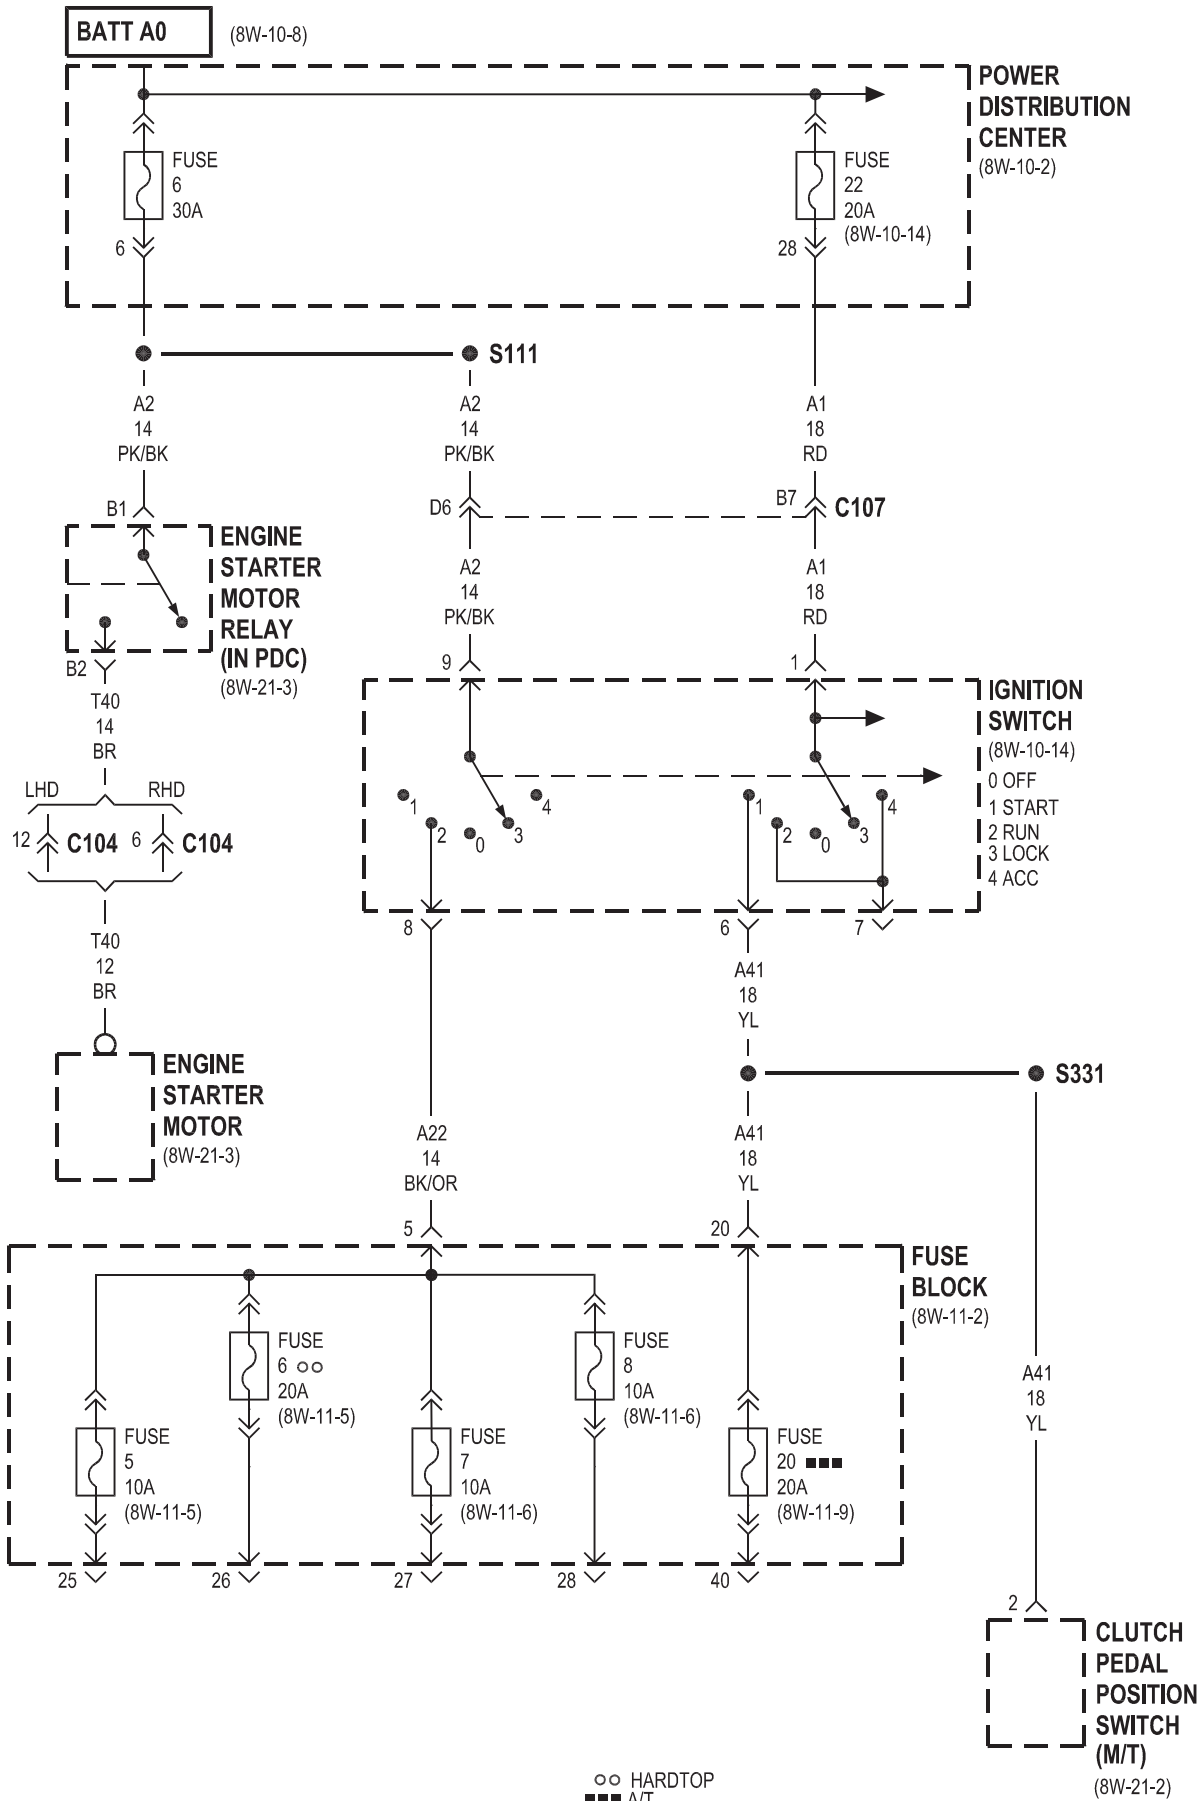 BATT A0 (8W-10-8)
POWER
DISTRIBUTION
CENTER
(8W-10-2)
FUSE
6
30A
6
FUSE
22
20A
(8W-10-14)
28
S111
A2
14
PK/BK
A2
14
PK/BK
A1
18
RD
B1
D6
B7
C107
ENGINE
STARTER
MOTOR
RELAY
(IN PDC)
(8W-21-3)
B2
A2
14
PK/BK
A1
18
RD
9
1
T40
14
BR
IGNITION
SWITCH
(8W-10-14)
0 OFF
1 START
2 RUN
3 LOCK
4 ACC
1
2
0
3
4
1
2
0
3
4
LHD
RHD
12
C104
6
C104
8
6
7
T40
12
BR
A41
18
YL
ENGINE
STARTER
MOTOR
(8W-21-3)
S331
A22
14
BK/OR
A41
18
YL
5
20
FUSE
BLOCK
(8W-11-2)
FUSE
6
20A
(8W-11-5)
FUSE
8
10A
(8W-11-6)
FUSE
5
10A
(8W-11-5)
FUSE
7
10A
(8W-11-6)
FUSE
20
20A
(8W-11-9)
A41
18
YL
25
26
27
28
40
2
CLUTCH
PEDAL
POSITION
SWITCH
(M/T)
(8W-21-2)
HARDTOP
A/T